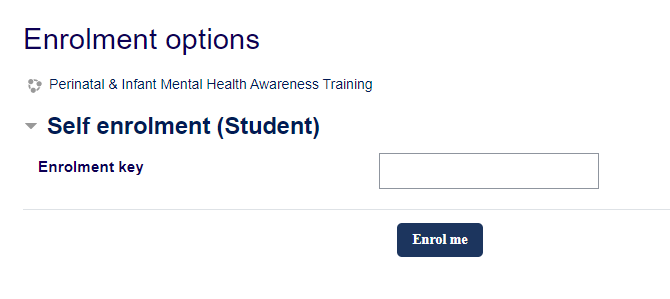 Enrolment options
Perinatal & Infant Mental Health Awareness Training
Self enrolment (Student)
Enrolment key
Enrol me